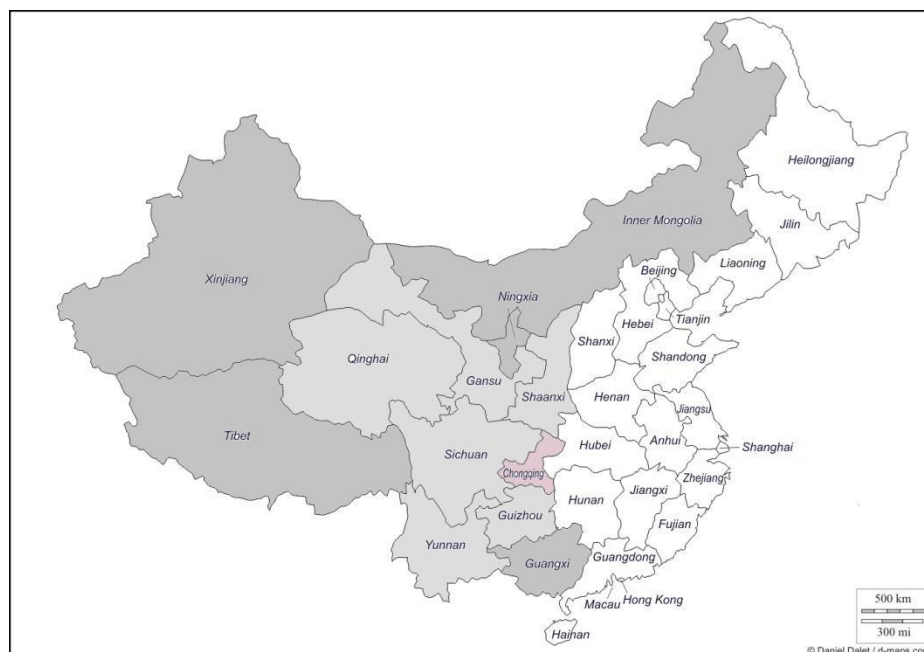 Heilongjiang
Jilin
Inner Mongolia
Liaoning
Beijing
Xinjiang
Ningxia
Tianjin
Hebei
Shanxi
Shandong
Qinghai
Gansu
Shaanxi
Henan
Jiangsu
Tibet
Sichuan
Hubei
Anhui
Shanghai
Chongqing
Zhejiang
Hunan
Jiangxi
Guizhou
Fujian
Yunnan
Guangxi
Guangdong
Macau
Hong Kong
Hainan
500 km
300 mi
© Daniel Dalet / d-maps.co